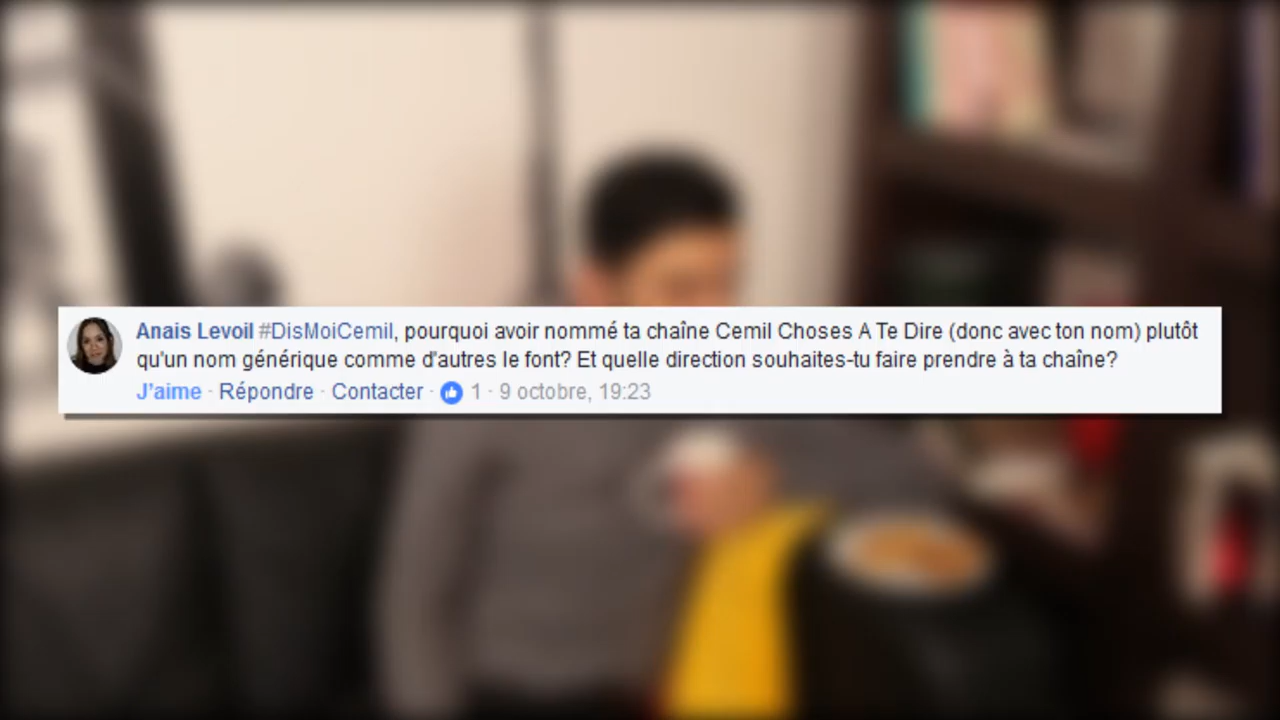 Anais Levoil #DisMoiCemil, pourquoi avoir nommé ta chaîne Cemil Choses A Te Dire (donc avec ton nom) plutôt
qu'un nom générique comme d'autres le font? Et quelle direction souhaites-tu faire prendre à ta chaîne?
J'aime · Répondre · Contacter · 1 · 9 octobre, 19:23